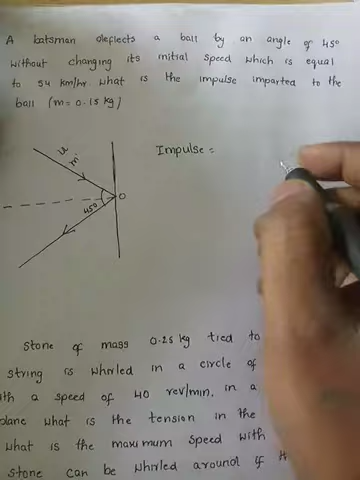 A batsman deflects a ball by an angle of 45°
without changing its initial speed which is equal
to 54 km/hr. what is the impulse imparted to the
ball (m = 0.15 kg)
Impulse =
u
m
45°
O
stone of mass 0.25 kg tied to
string is whirled in a circle of
with a speed of 40 rev/min, in a
plane what is the tension in the
what is the maximum speed with
stone can be whirled around if